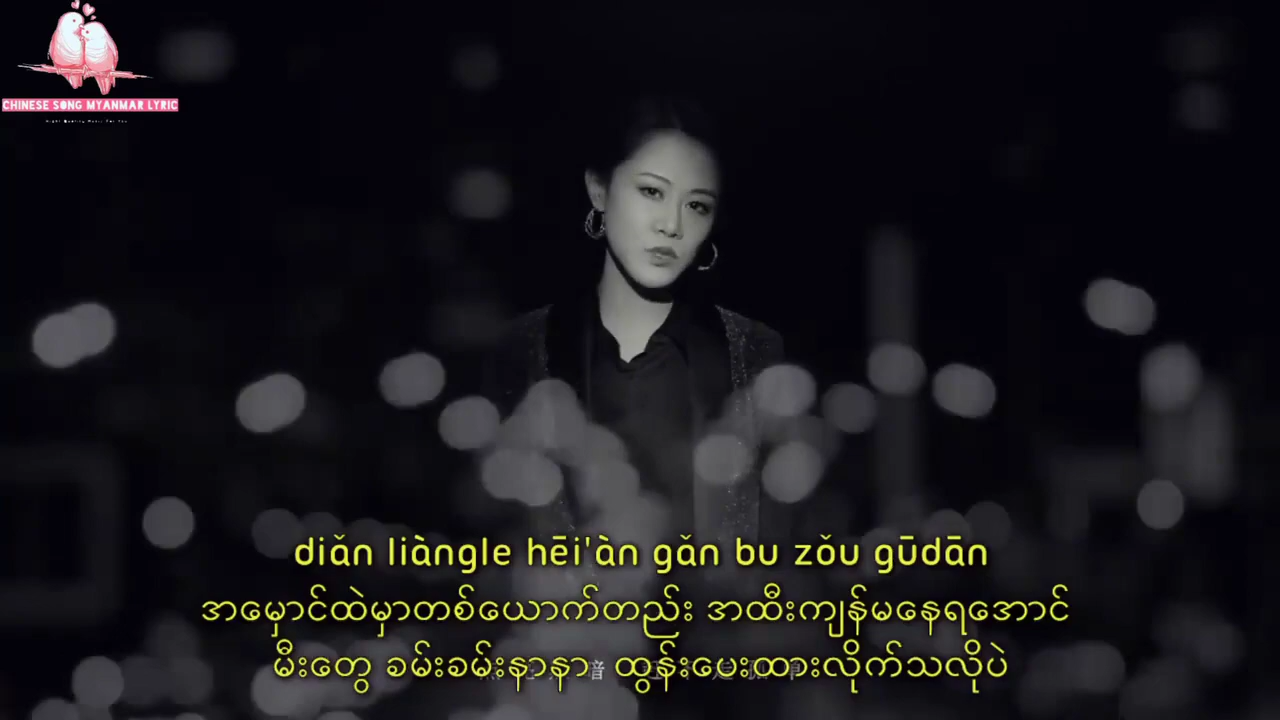 CHINESE SONG MYANMAR LYRIC
diǎn liàngle hēi'àn gǎn bu zǒu gūdān
အမှောင်ထဲမှာတစ်ယောက်တည်း အထီးကျန်မနေရအောင်
မီးတွေ ခမ်းခမ်းနားနား ထွန်းပေးထားလိုက်သလိုပဲ